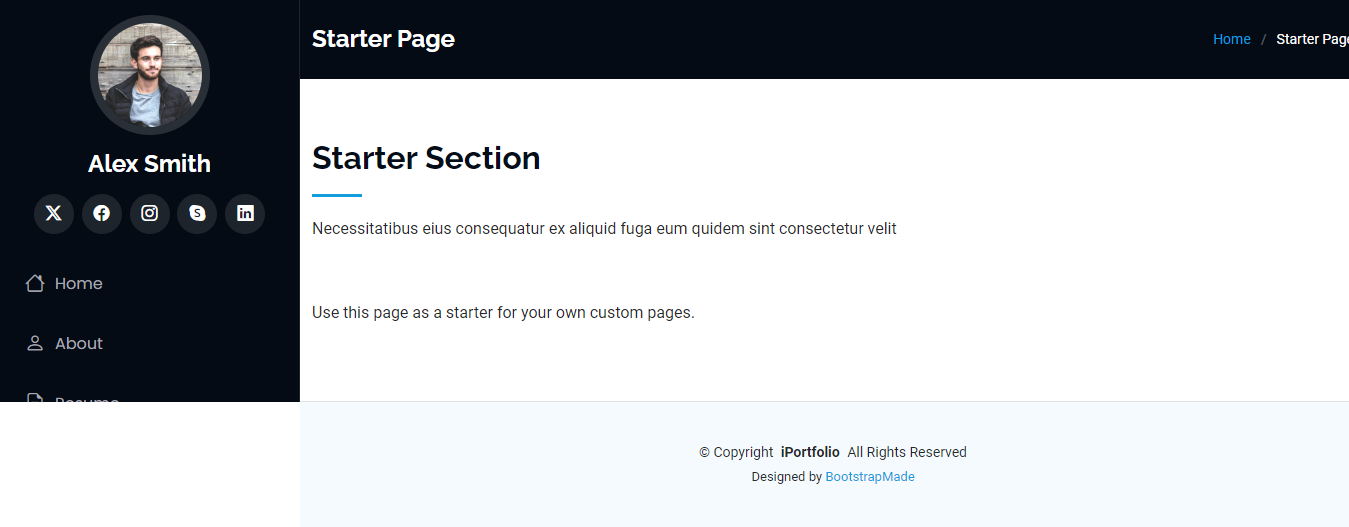 Alex Smith
Home
About
Resume
Starter Page
Home / Starter Page
Starter Section
Necessitatibus eius consequatur ex aliquid fuga eum quidem sint consectetur velit
Use this page as a starter for your own custom pages.
© Copyright iPortfolio All Rights Reserved
Designed by BootstrapMade